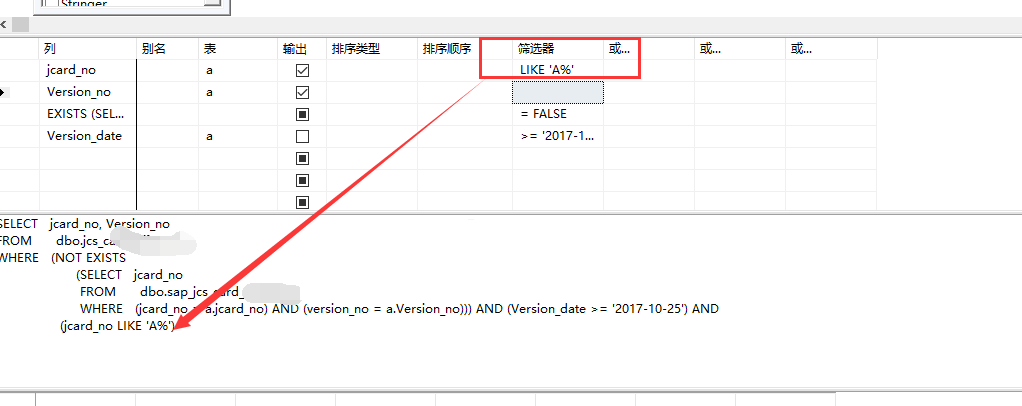 Stringer
列 别名 表 输出 排序类型 排序顺序 筛选器 或... 或... 或...
jcard_no a LIKE 'A%'
Version_no a
EXISTS (SEL... = FALSE
Version_date a >= '2017-1...
SELECT jcard_no, Version_no
FROM dbo.jcs_ca
WHERE (NOT EXISTS
(SELECT jcard_no
FROM dbo.sap_jcs_card_
WHERE (jcard_no = a.jcard_no) AND (version_no = a.Version_no))) AND (Version_date >= '2017-10-25') AND
(jcard_no LIKE 'A%')